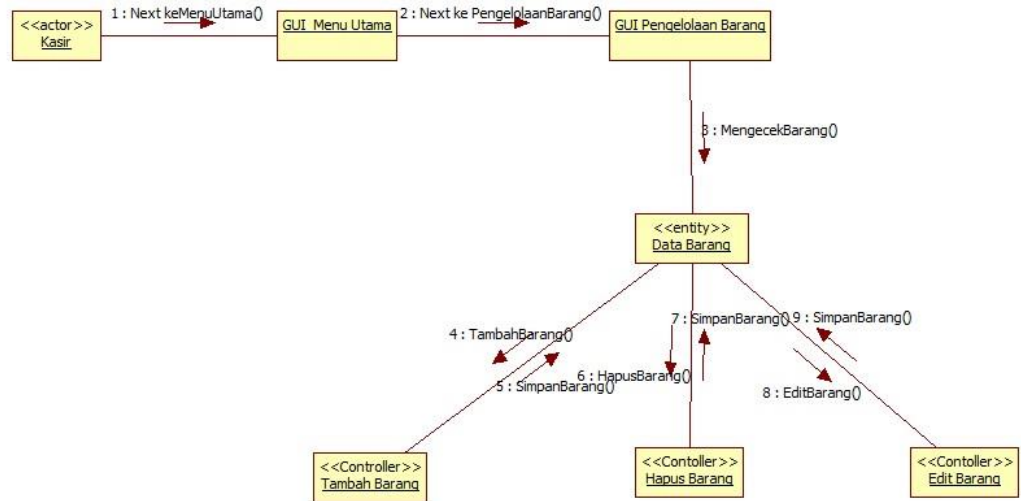 <<actor>>
Kasir
1 : Next keMenuUtama()
GUI_Menu Utama
2 : Next ke PengelolaanBarang()
GUI Pengelolaan Barang
3 : MengecekBarang()
<<entity>>
Data Barang
4 : TambahBarang()
5 : SimpanBarang()
6 : HapusBarang()
7 : SimpanBarang()
9 : SimpanBarang()
8 : EditBarang()
<<Controller>>
Tambah Barang
<<Contoller>>
Hapus Barang
<<Contoller>>
Edit Barang